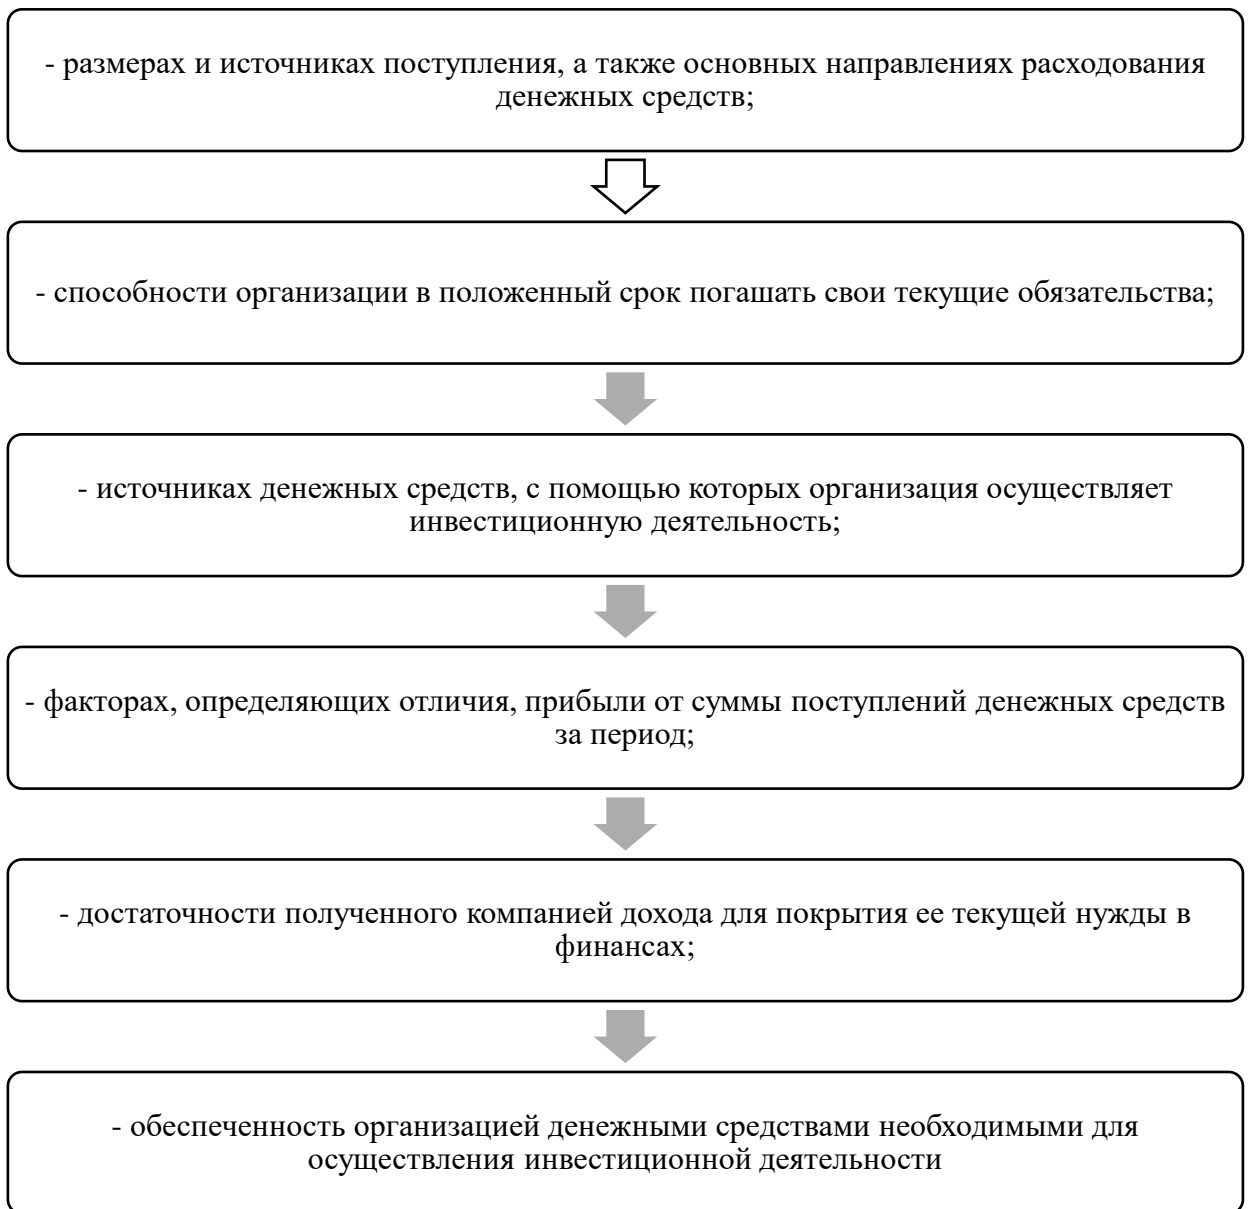 - размерах и источниках поступления, а также основных направлениях расходования
денежных средств;
- способности организации в положенный срок погашать свои текущие обязательства;
- источниках денежных средств, с помощью которых организация осуществляет
инвестиционную деятельность;
- факторах, определяющих отличия, прибыли от суммы поступлений денежных средств
за период;
- достаточности полученного компанией дохода для покрытия ее текущей нужды в
финансах;
- обеспеченность организацией денежными средствами необходимыми для
осуществления инвестиционной деятельности